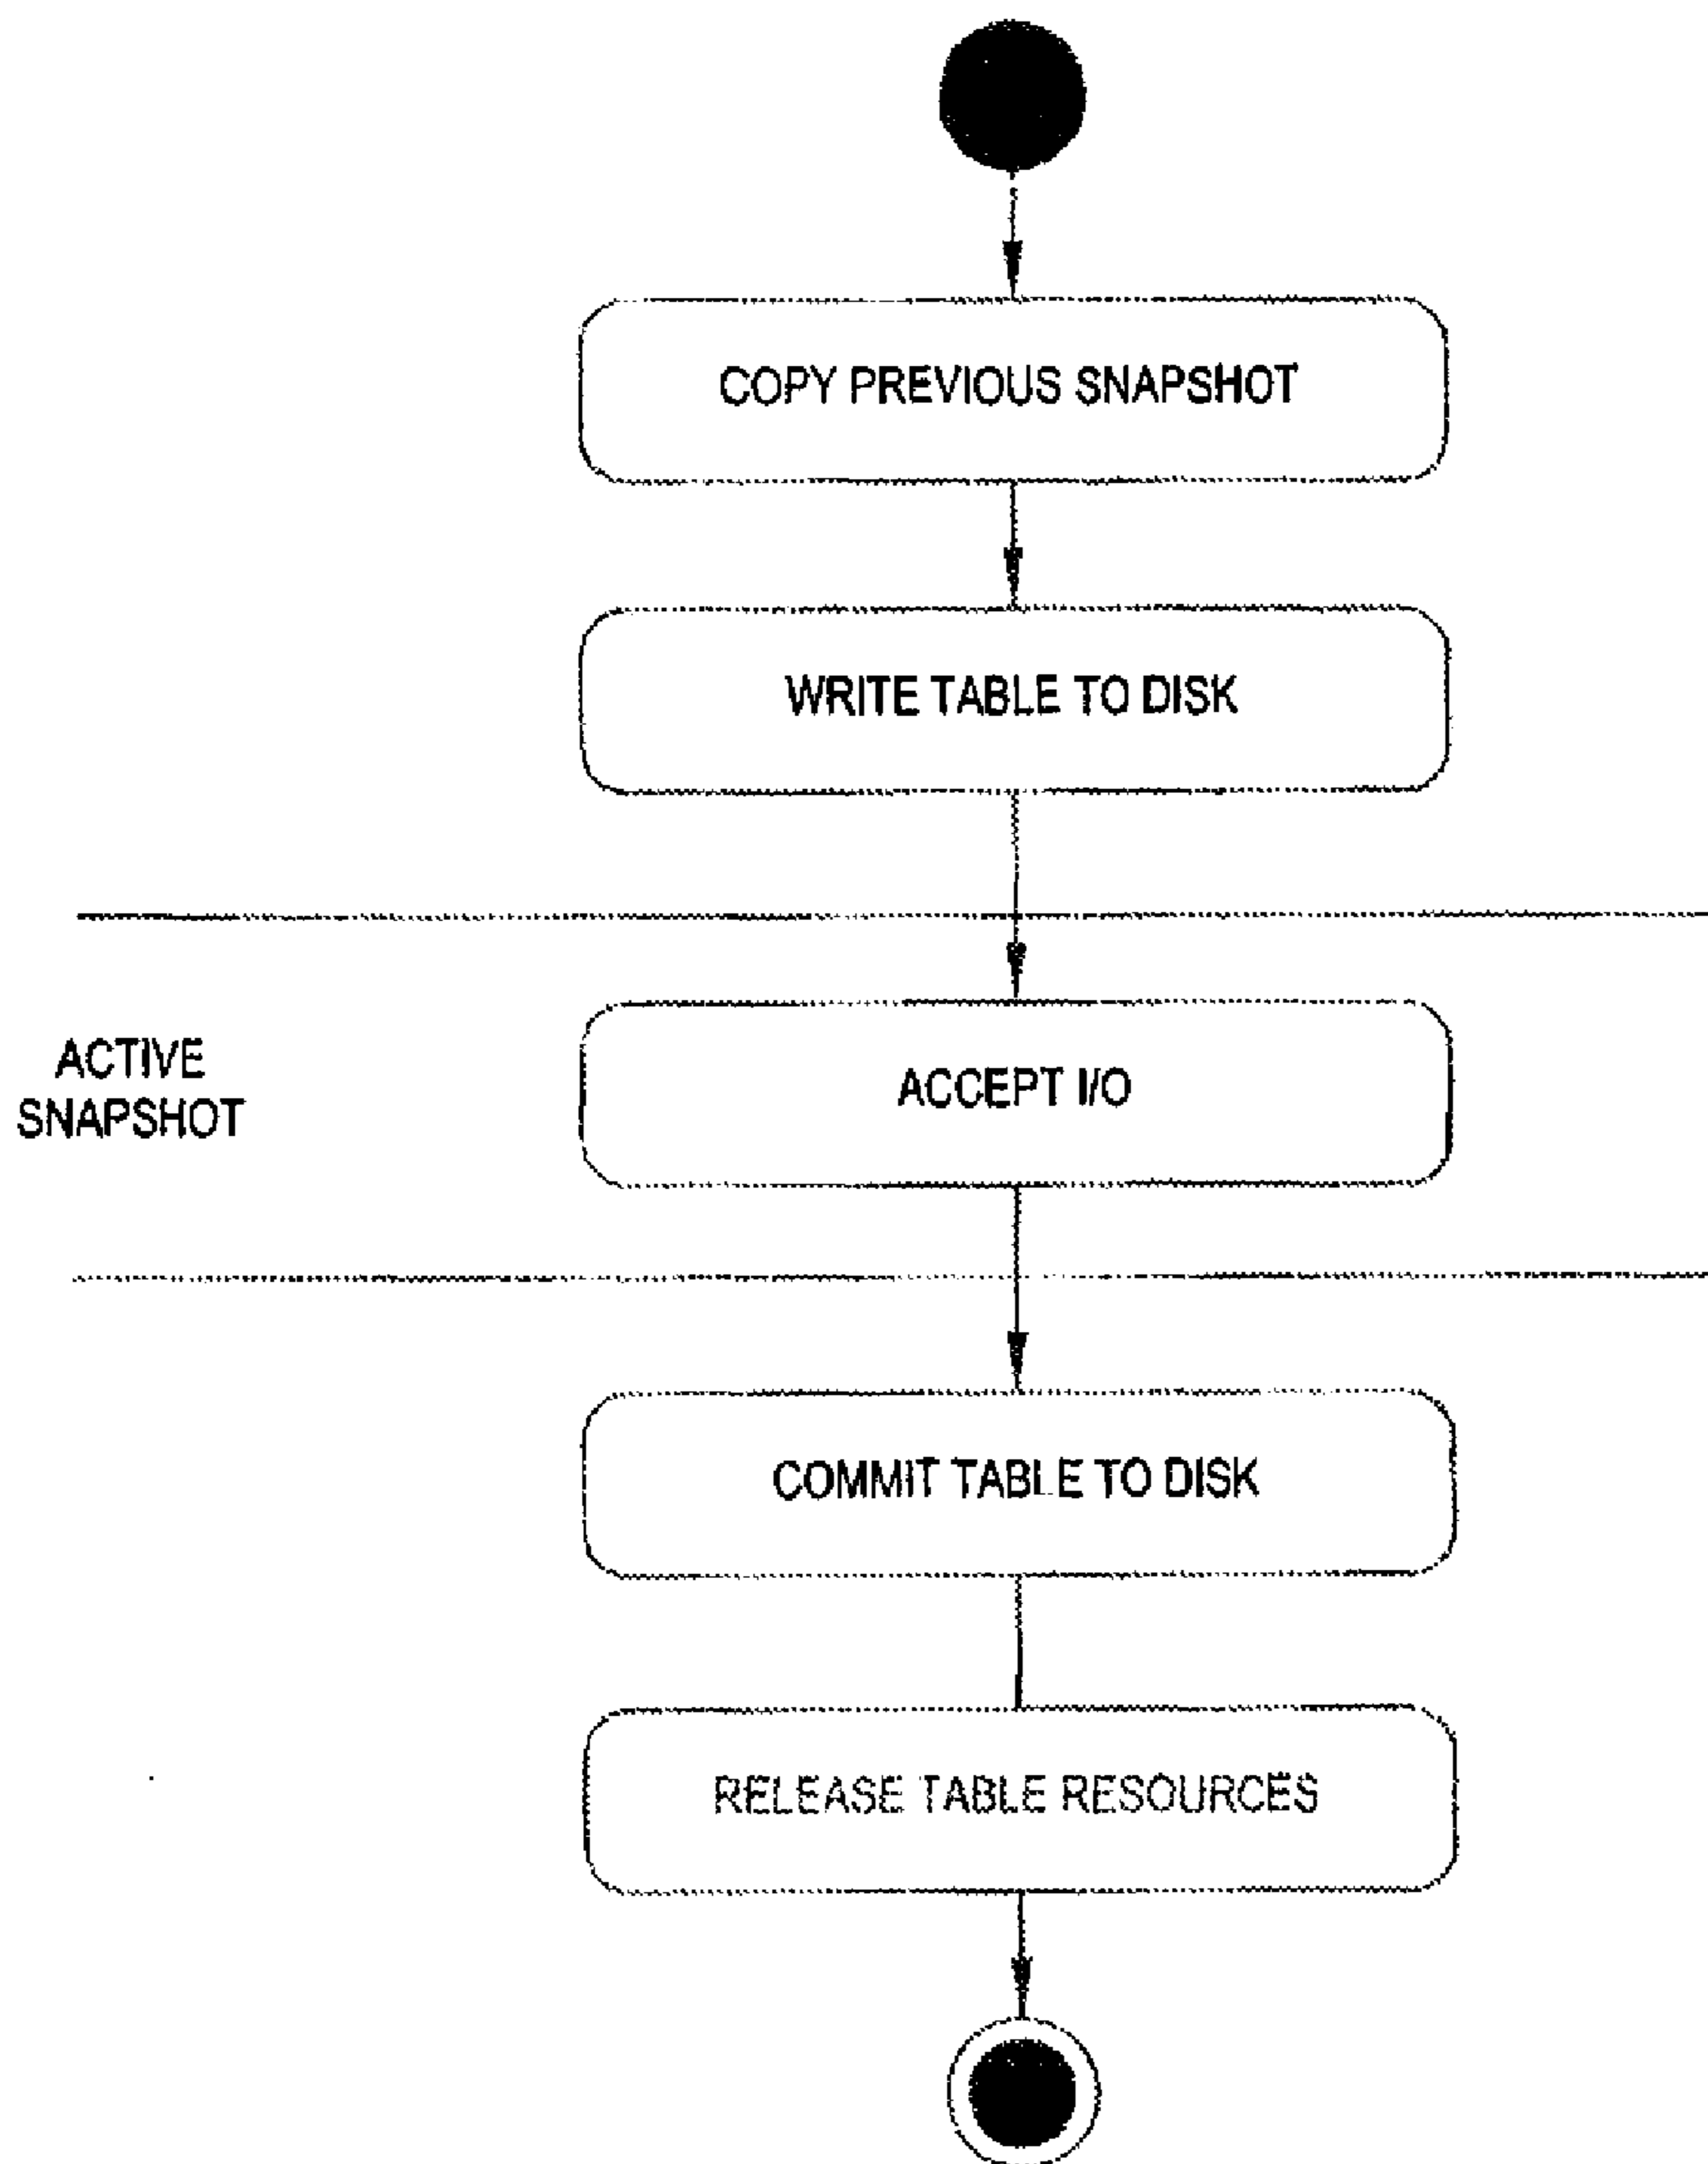 COPY PREVIOUS SNAPSHOT
WRITE TABLE TO DISK
ACTIVE
SNAPSHOT
ACCEPT I/O
COMMIT TABLE TO DISK
RELEASE TABLE RESOURCES